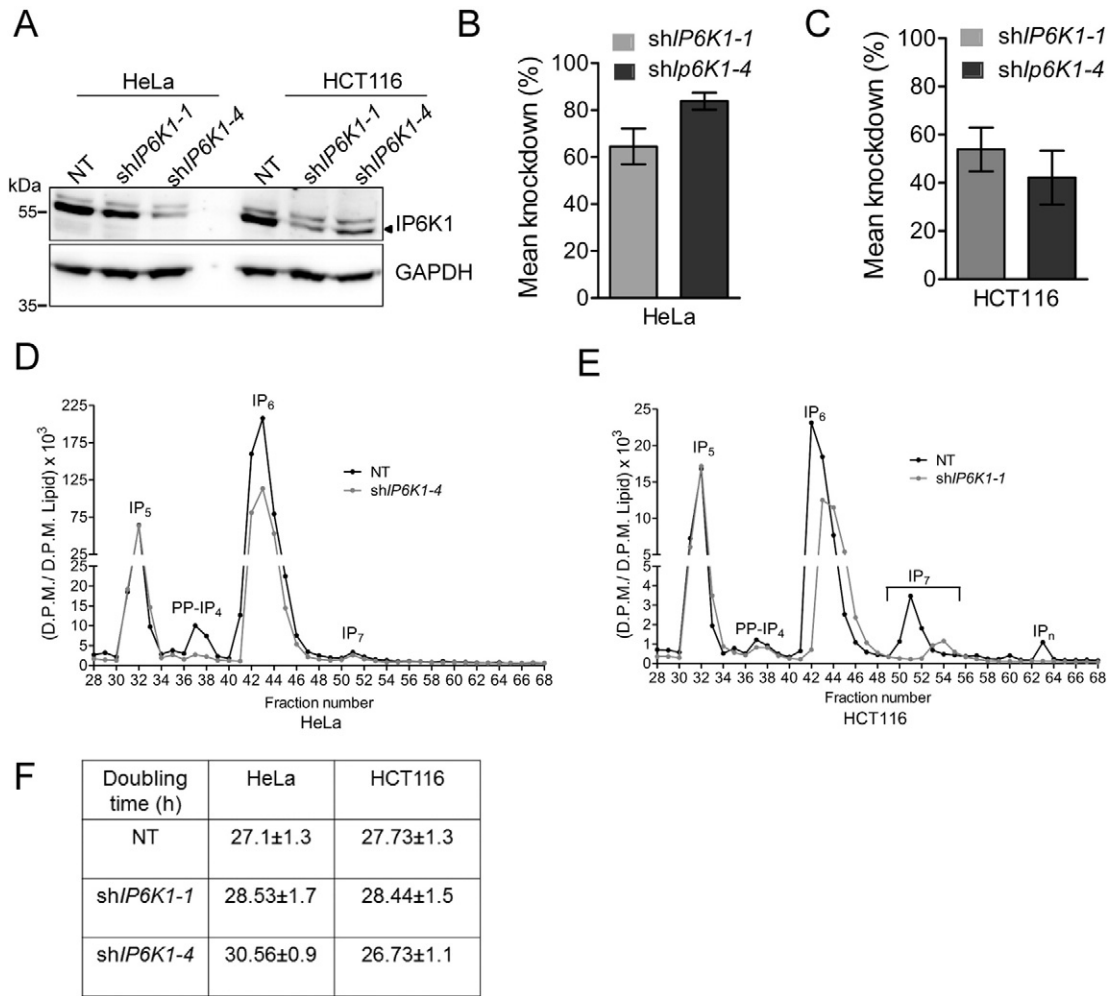 A
HeLa
HCT116
NT
shIP6K1-1
shIP6K1-4
NT
shIP6K1-1
shIP6K1-4
kDa
55
IP6K1
GAPDH
35
B
shIP6K1-1
shIp6K1-4
Mean knockdown (%)
100
80
60
40
20
0
HeLa
C
shIP6K1-1
shIp6K1-4
Mean knockdown (%)
100
80
60
40
20
0
HCT116
D
(D.P.M./ D.P.M. Lipid) x 10³
225
175
125
75
25
25
20
15
10
5
0
IP₅
PP-IP₄
IP₆
IP₇
NT
shIP6K1-4
28 30 32 34 36 38 40 42 44 46 48 50 52 54 56 58 60 62 64 66 68
Fraction number
HeLa
E
(D.P.M./ D.P.M. Lipid) x 10³
25
20
15
10
5
5
4
3
2
1
0
IP₅
PP-IP₄
IP₆
IP₇
IPₙ
NT
shIP6K1-1
28 30 32 34 36 38 40 42 44 46 48 50 52 54 56 58 60 62 64 66 68
Fraction number
HCT116
F
Doubling time (h) HeLa HCT116
NT 27.1±1.3 27.73±1.3
shIP6K1-1 28.53±1.7 28.44±1.5
shIP6K1-4 30.56±0.9 26.73±1.1